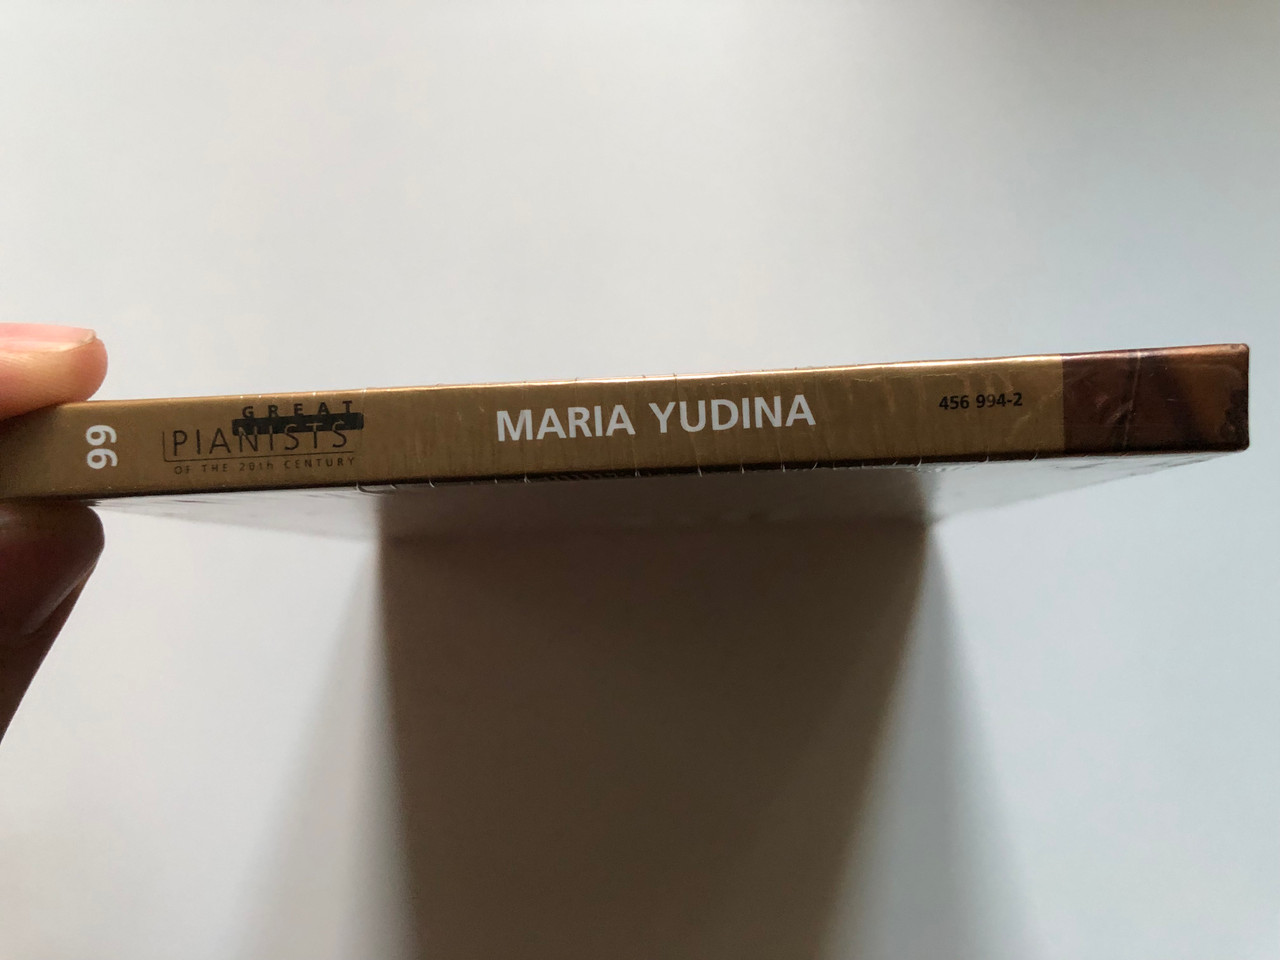 99
GREAT
PIANISTS
OF THE 20th CENTURY
MARIA YUDINA
456 994-2